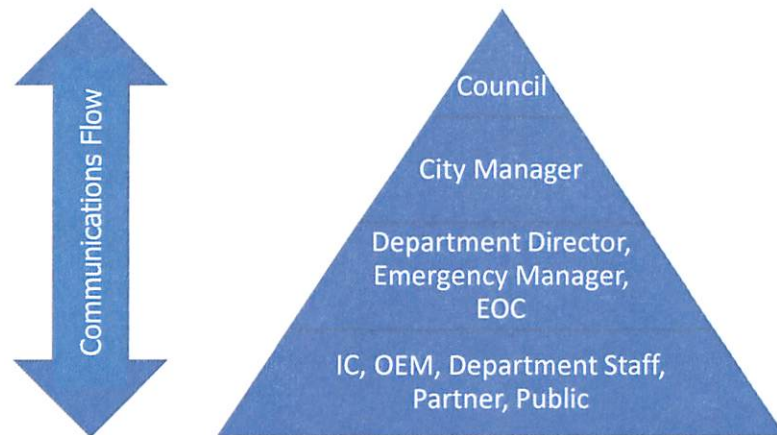 Communications Flow
Council
City Manager
Department Director,
Emergency Manager,
EOC
IC, OEM, Department Staff,
Partner, Public